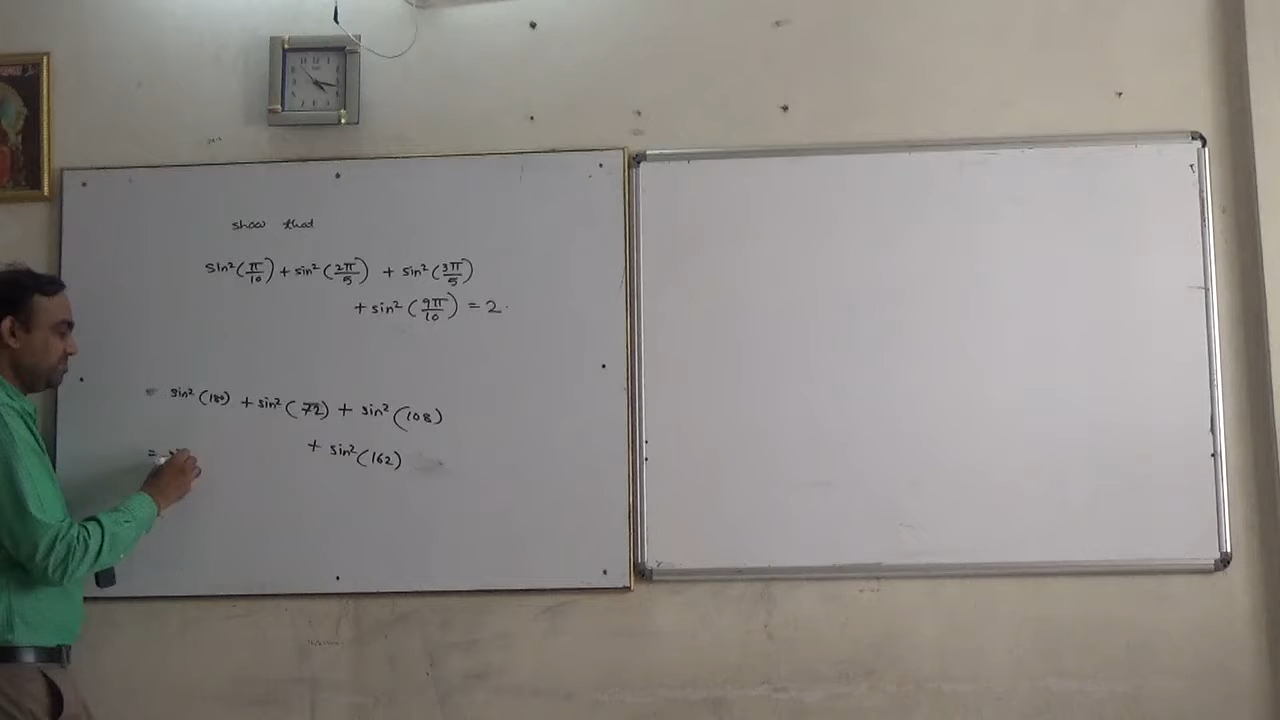 show that
sin²(π/10) + sin²(2π/5) + sin²(3π/5)
+ sin²(9π/10) = 2.
sin²(18°) + sin²(72) + sin²(108)
+ sin²(162)
=